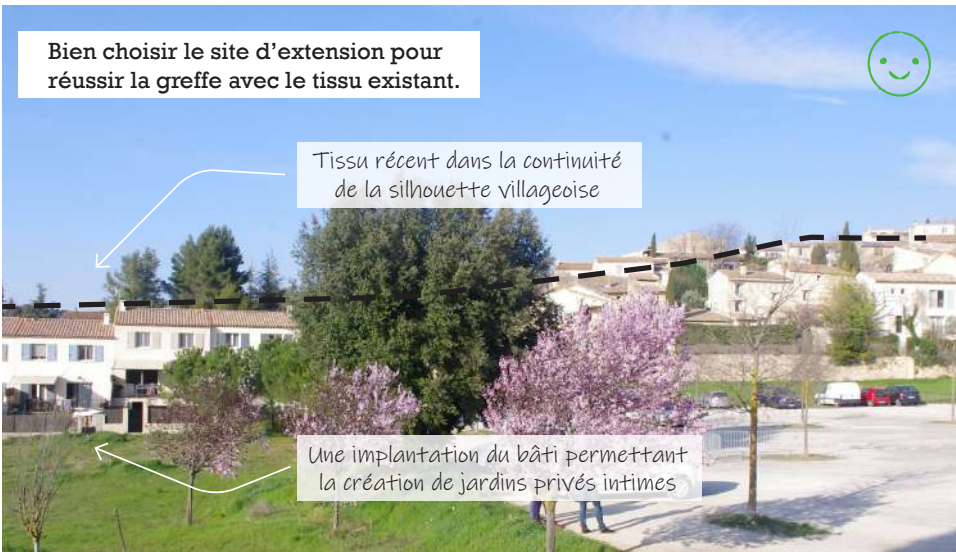 Bien choisir le site d'extension pour
réussir la greffe avec le tissu existant.
Tissu récent dans la continuité
de la silhouette villageoise
Une implantation du bâti permettant
la création de jardins privés intimes